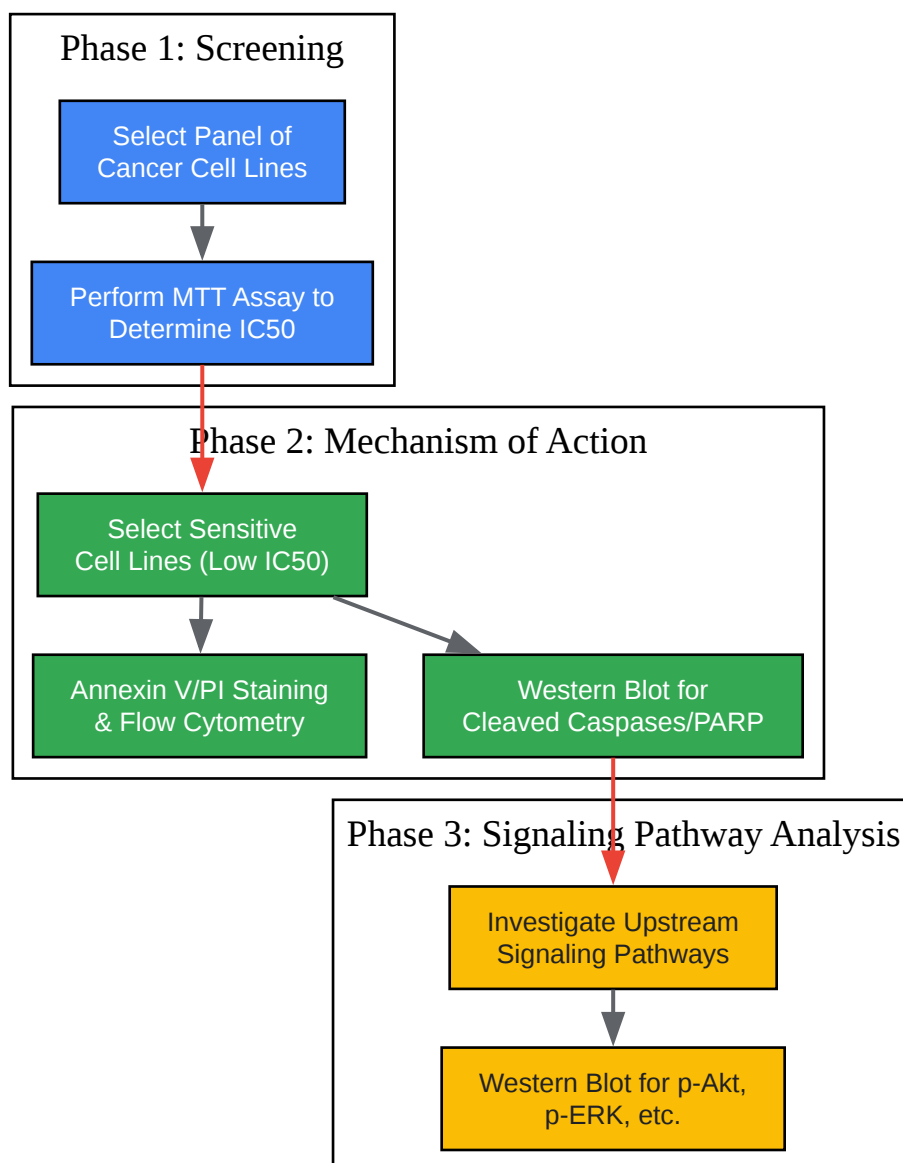 Phase 1: Screening
Select Panel of
Cancer Cell Lines
Perform MTT Assay to
Determine IC50
Phase 2: Mechanism of Action
Select Sensitive
Cell Lines (Low IC50)
Annexin V/PI Staining
& Flow Cytometry
Western Blot for
Cleaved Caspases/PARP
Phase 3: Signaling Pathway Analysis
Investigate Upstream
Signaling Pathways
Western Blot for p-Akt,
p-ERK, etc.